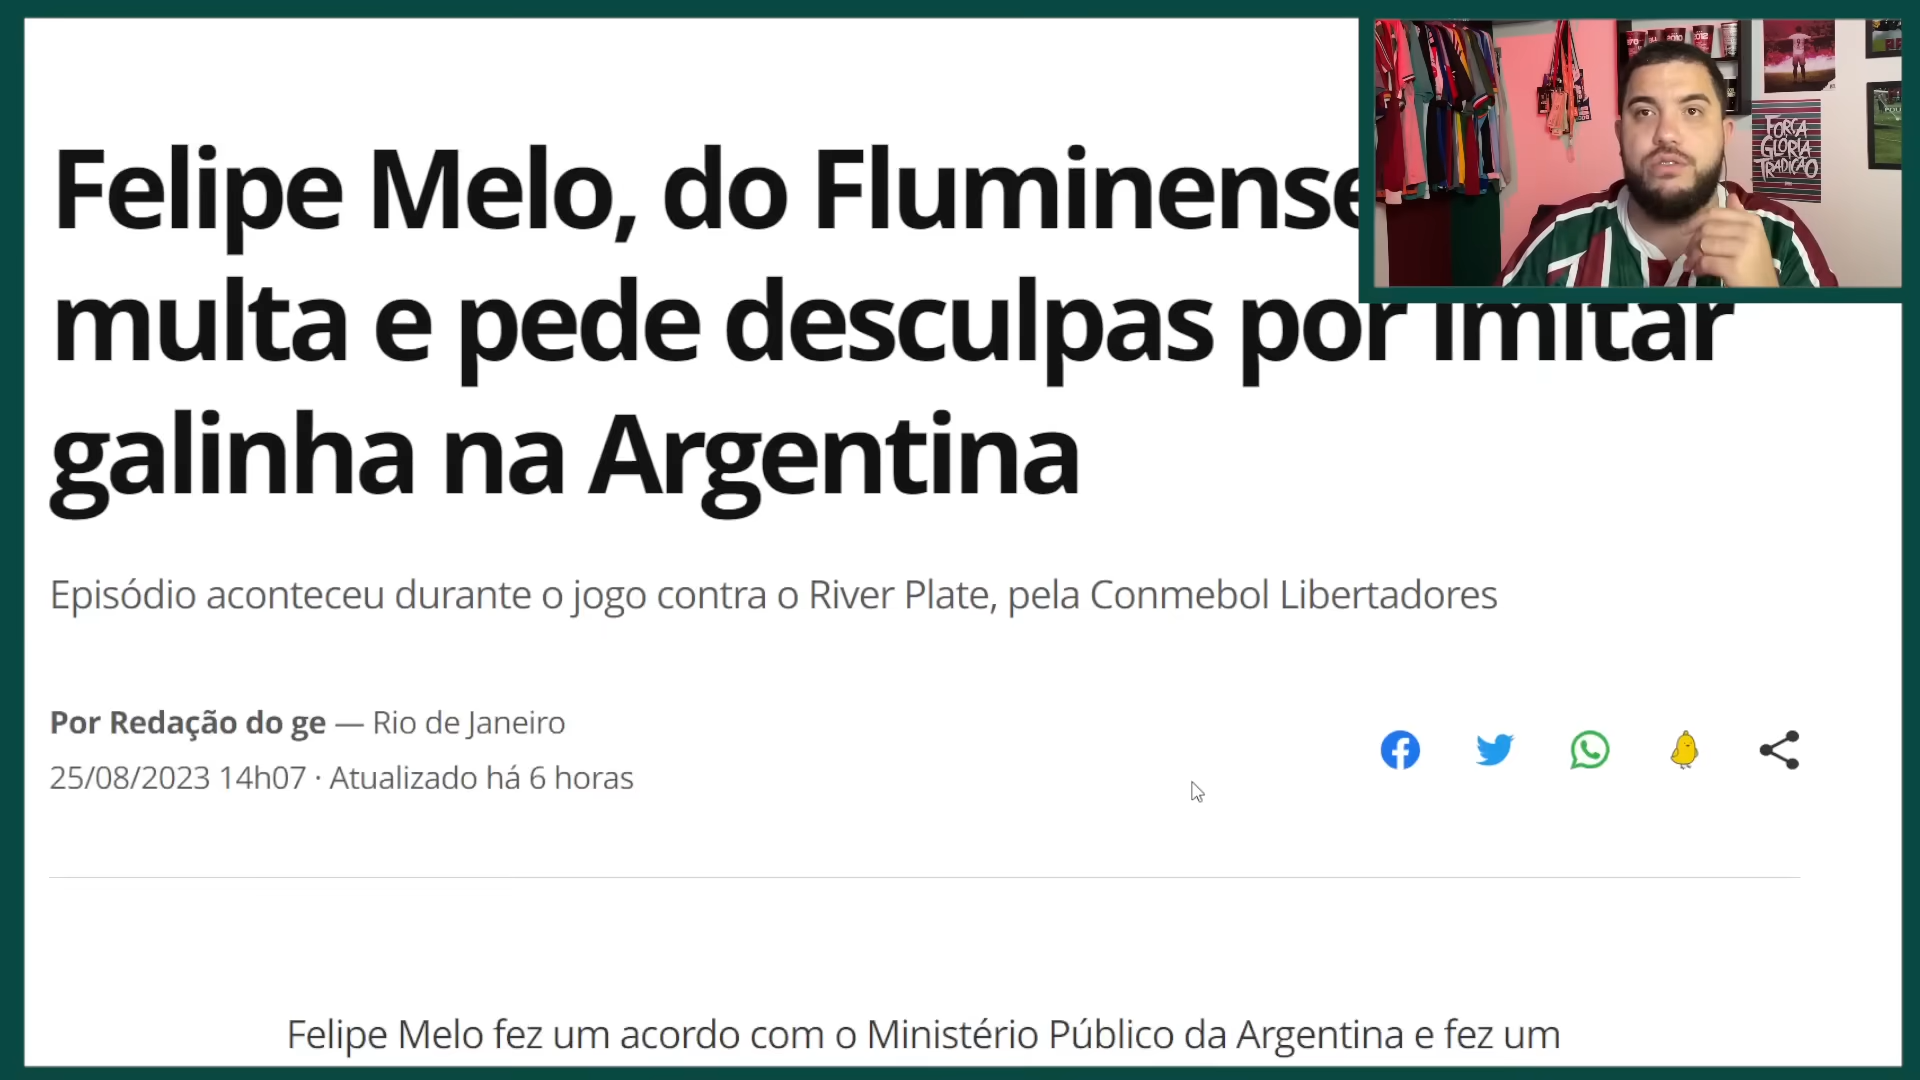 Felipe Melo, do Fluminense
multa e pede desculpas por imitar
galinha na Argentina
Episódio aconteceu durante o jogo contra o River Plate, pela Conmebol Libertadores
Por Redação do ge — Rio de Janeiro
25/08/2023 14h07 · Atualizado há 6 horas
Felipe Melo fez um acordo com o Ministério Público da Argentina e fez um
FORÇA
GLÓRIA
TRADIÇÃO